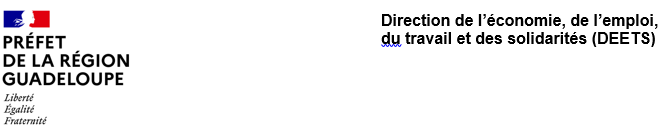 PRÉFET
DE LA RÉGION
GUADELOUPE
Liberté
Égalité
Fraternité
Direction de l’économie, de l’emploi,
du travail et des solidarités (DEETS)